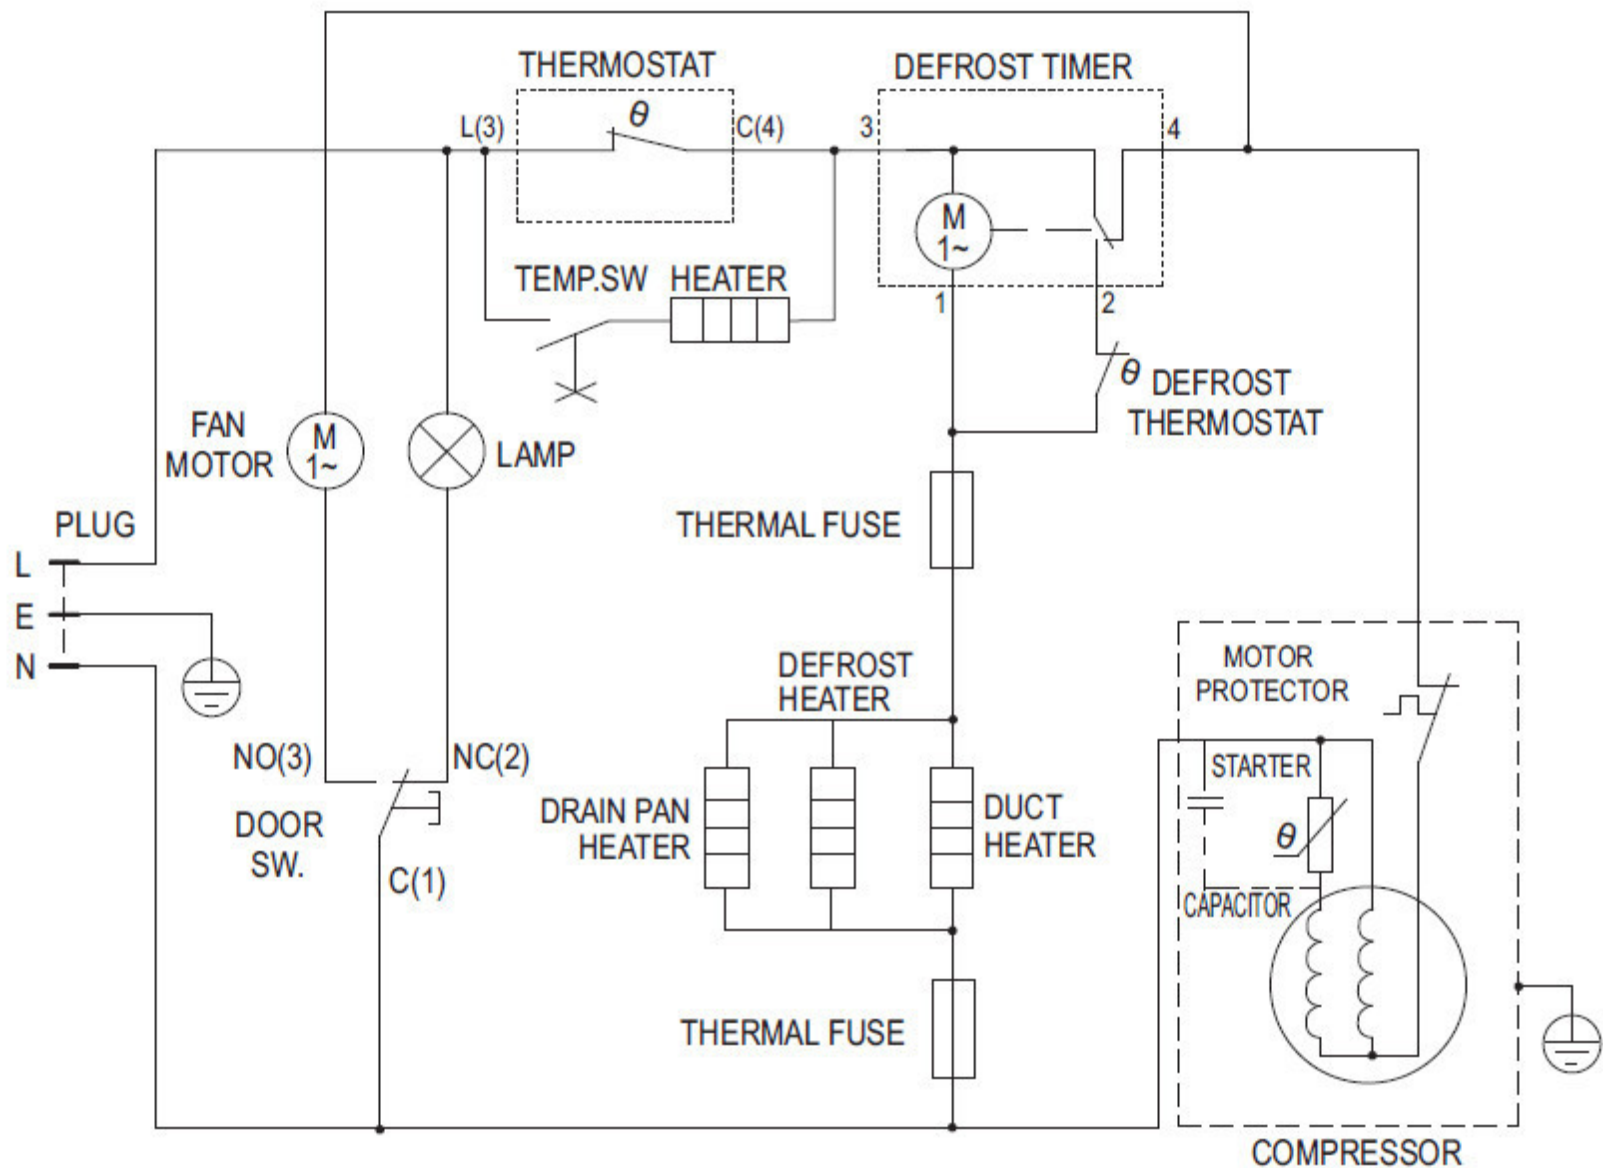 THERMOSTAT
DEFROST TIMER
θ
L(3)
C(4)
3
4
M
1~
TEMP.SW HEATER
1
2
θ DEFROST
THERMOSTAT
FAN
MOTOR
M
1~
LAMP
PLUG
L
E
N
THERMAL FUSE
DEFROST
HEATER
MOTOR
PROTECTOR
NO(3)
NC(2)
STARTER
DOOR
SW.
DRAIN PAN
HEATER
DUCT
HEATER
θ
C(1)
CAPACITOR
THERMAL FUSE
COMPRESSOR